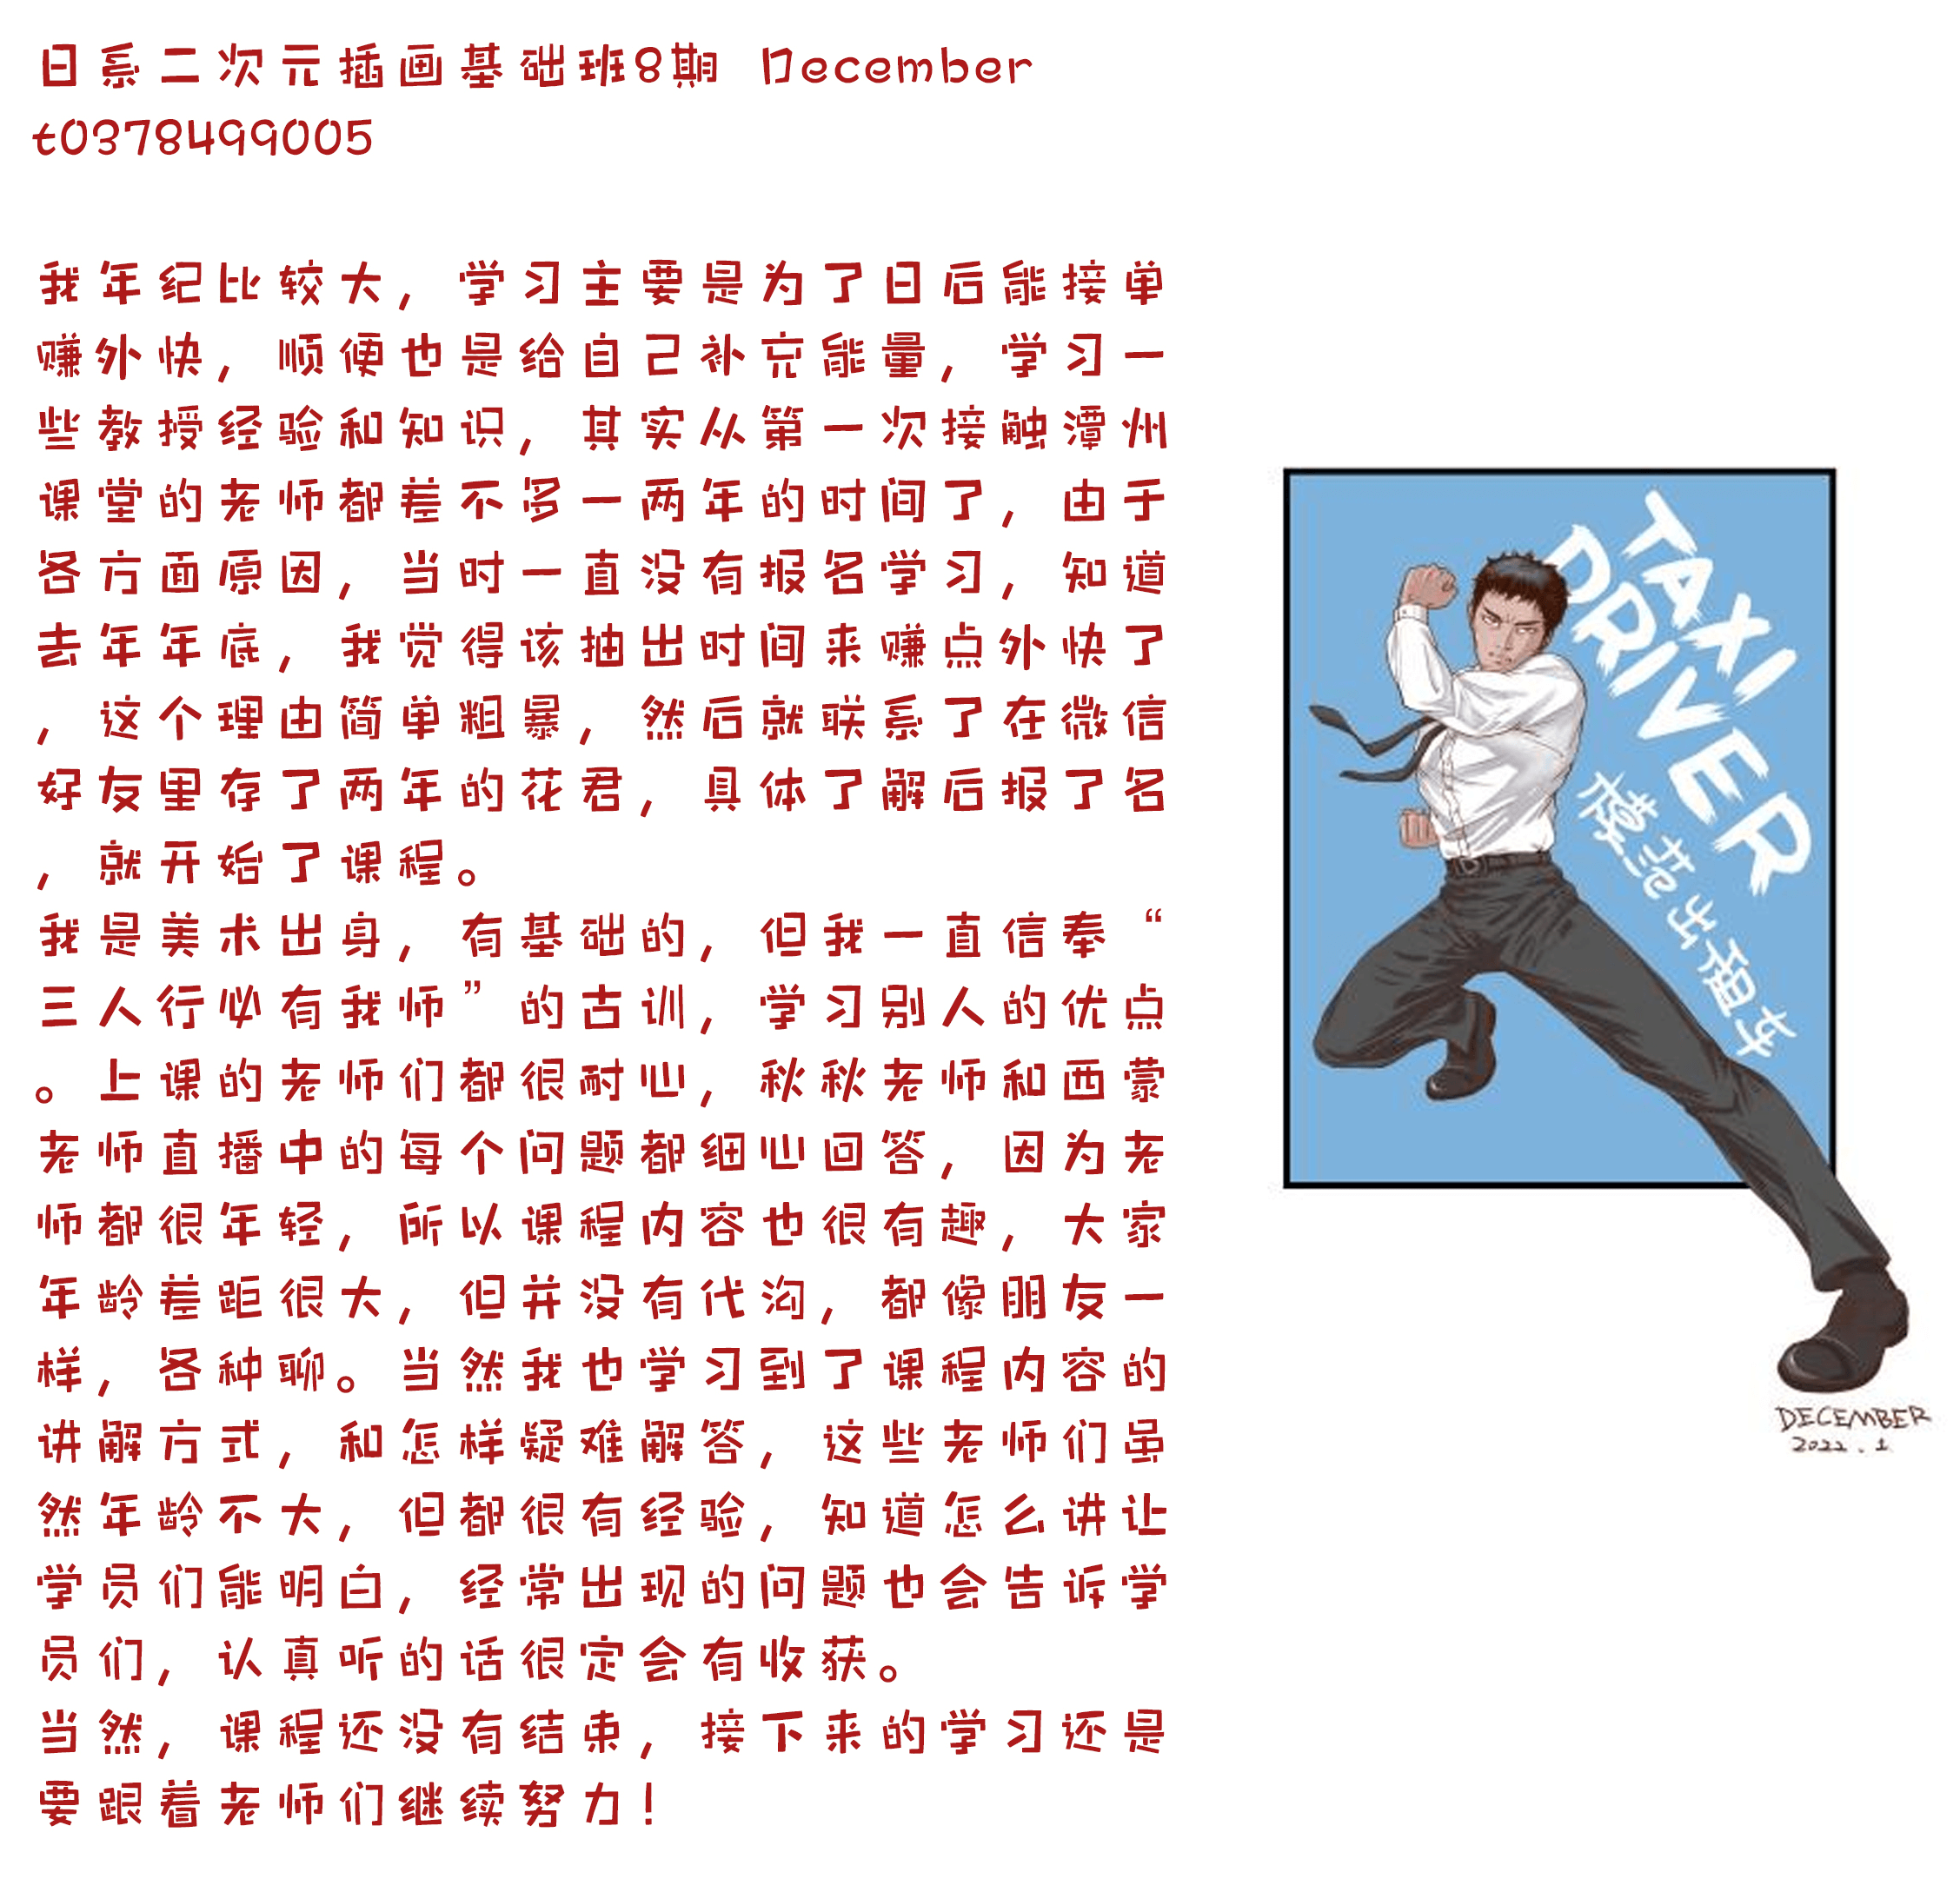 日系二次元插画基础班8期 December
t0378499005
我年纪比较大，学习主要是为了日后能接单
赚外快，顺便也是给自己补充能量，学习一
些教授经验和知识，其实从第一次接触潭州
课堂的老师都差不多一两年的时间了，由于
各方面原因，当时一直没有报名学习，知道
去年年底，我觉得该抽出时间来赚点外快了
，这个理由简单粗暴，然后就联系了在微信
好友里存了两年的花君，具体了解后报了名
，就开始了课程。
我是美术出身，有基础的，但我一直信奉“
三人行必有我师”的古训，学习别人的优点
。上课的老师们都很耐心，秋秋老师和西蒙
老师直播中的每个问题都细心回答，因为老
师都很年轻，所以课程内容也很有趣，大家
年龄差距很大，但并没有代沟，都像朋友一
样，各种聊。当然我也学习到了课程内容的
讲解方式，和怎样疑难解答，这些老师们虽
然年龄不大，但都很有经验，知道怎么讲让
学员们能明白，经常出现的问题也会告诉学
员们，认真听的话很定会有收获。
当然，课程还没有结束，接下来的学习还是
要跟着老师们继续努力！
TAXI
DRIVER
模范出租车
DECEMBER
2022.1